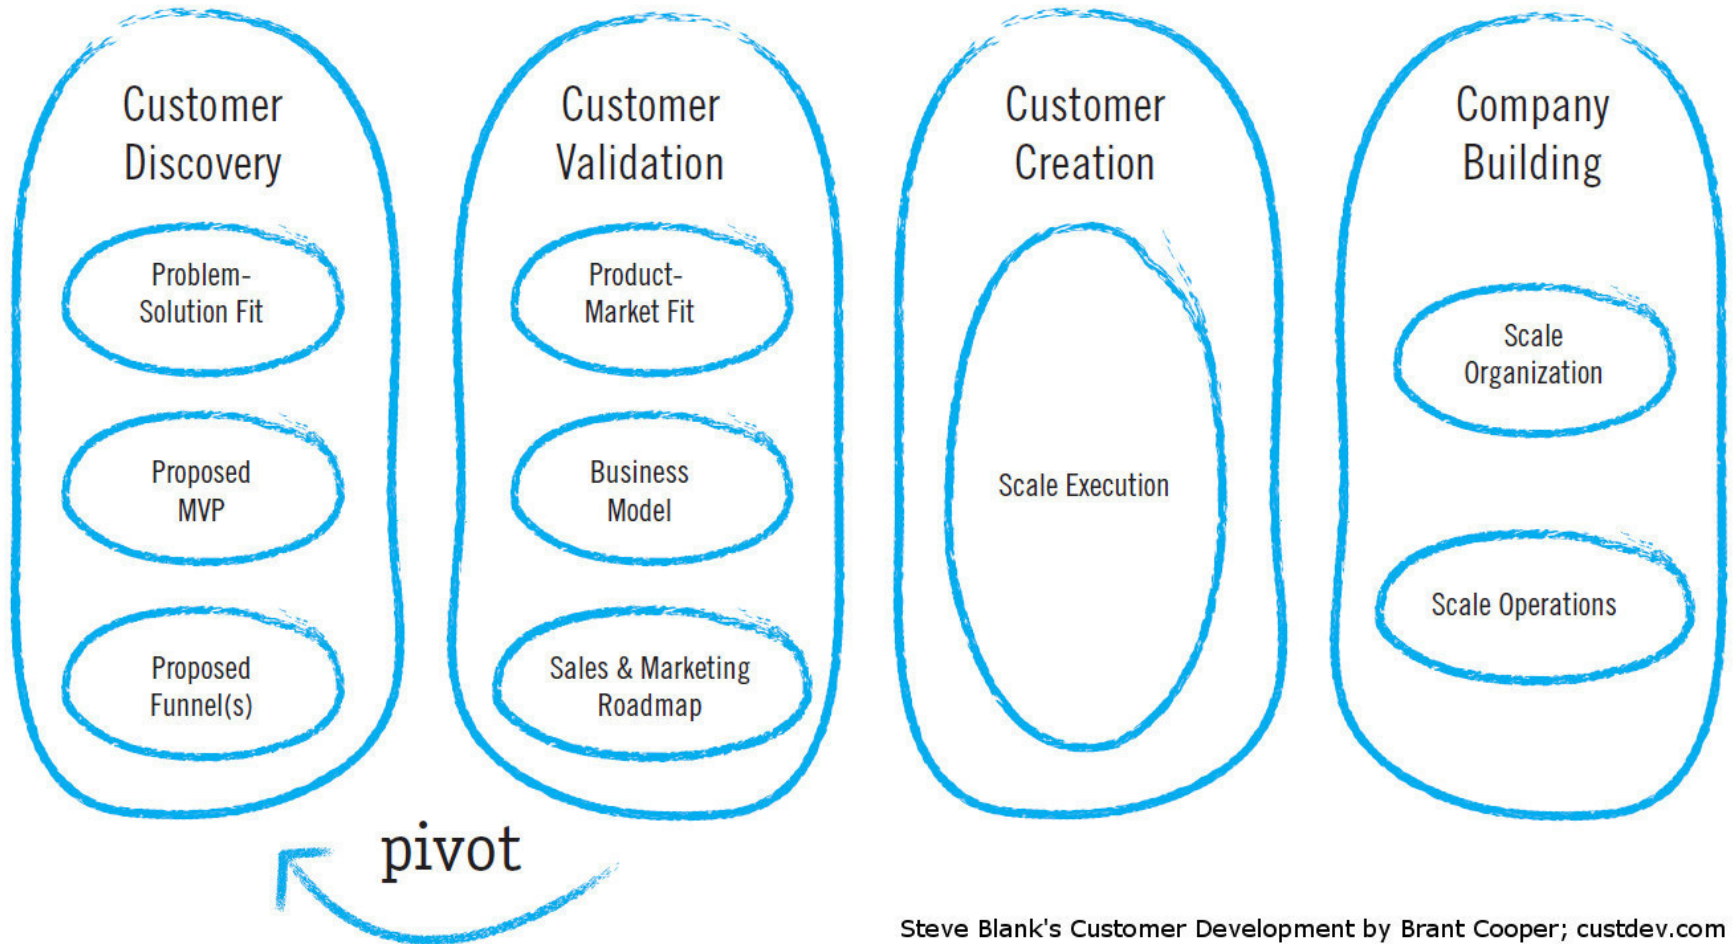 Customer
Discovery
Problem-
Solution Fit
Proposed
MVP
Proposed
Funnel(s)
Customer
Validation
Product-
Market Fit
Business
Model
Sales & Marketing
Roadmap
Customer
Creation
Scale Execution
Company
Building
Scale
Organization
Scale Operations
pivot
Steve Blank's Customer Development by Brant Cooper; custdev.com